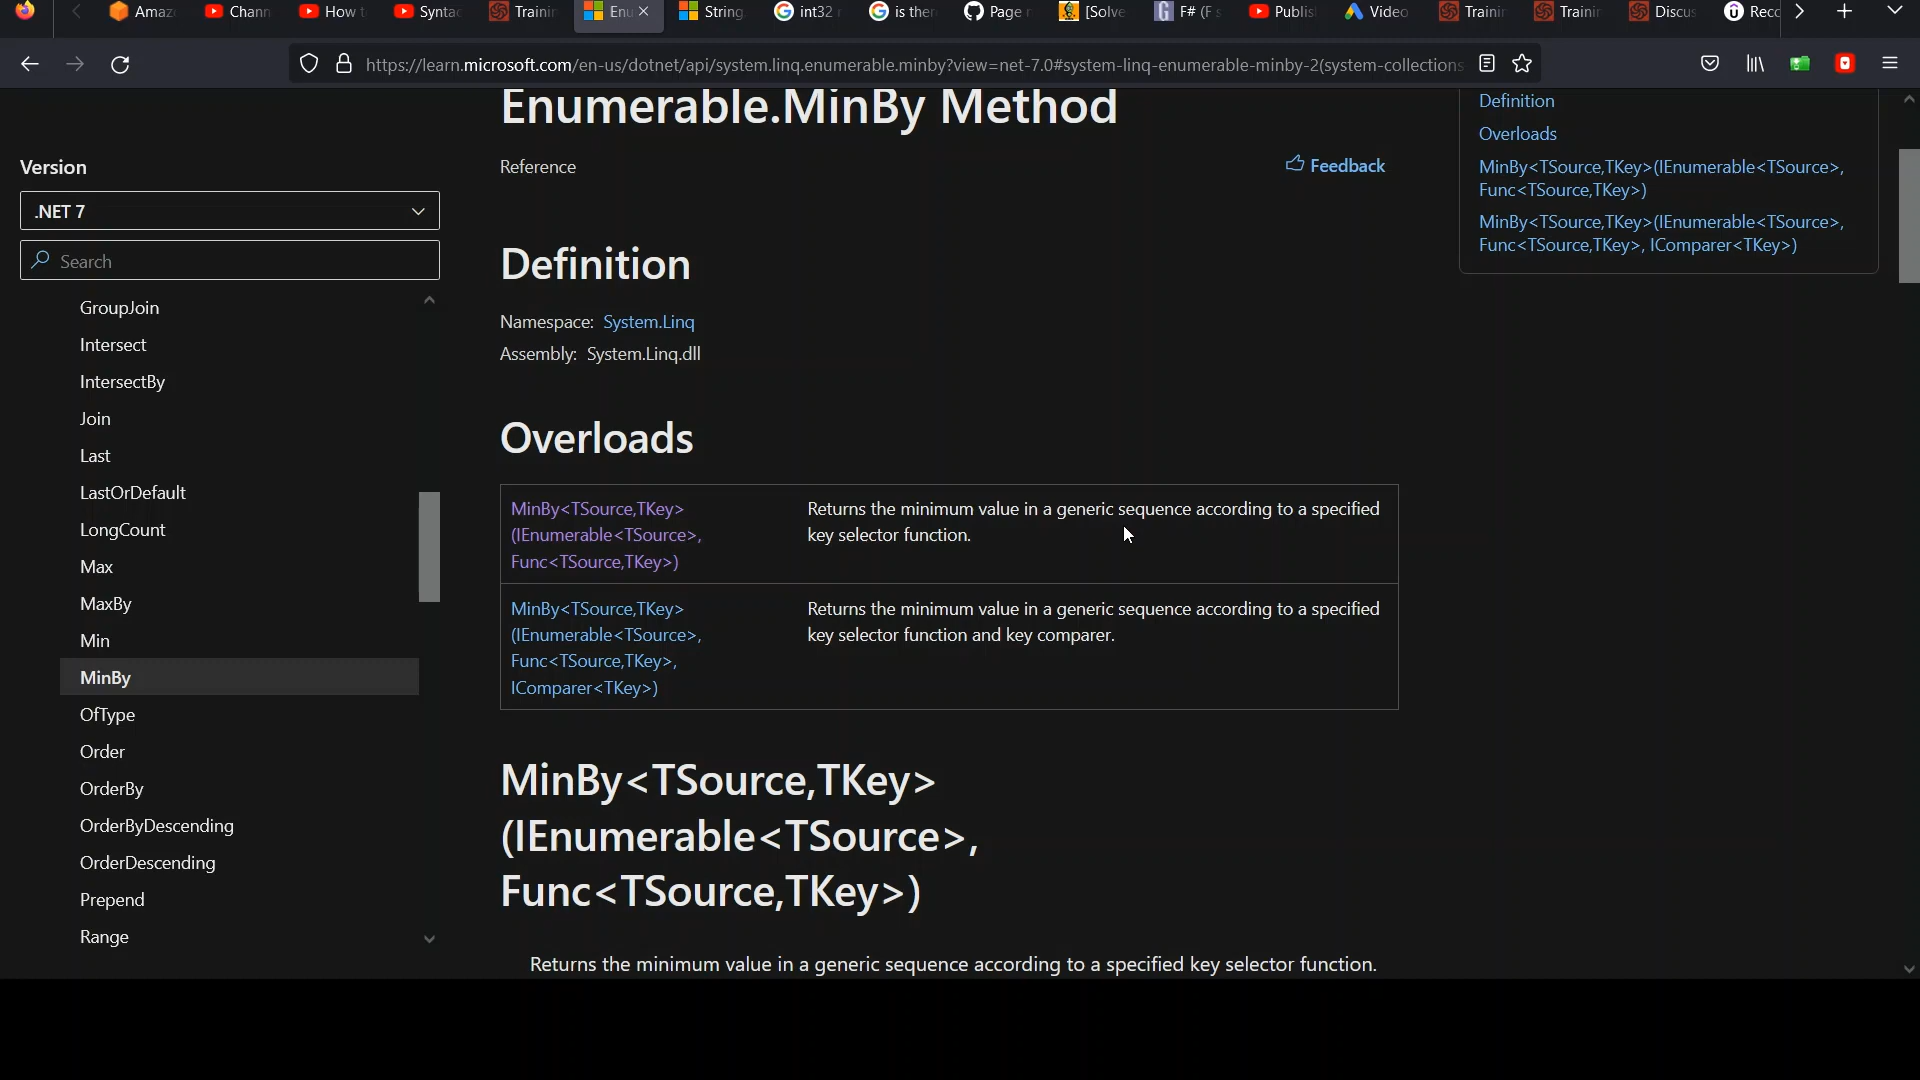 Amaz
Chann
How t
Syntac
Trainin
Enu
String
int32 r
is ther
Page n
[Solve
F# (F s
Publis
Video
Trainin
Trainin
Discus
Recc
https://learn.microsoft.com/en-us/dotnet/api/system.linq.enumerable.minby?view=net-7.0#system-linq-enumerable-minby-2(system-collections
Version
.NET 7
Search
GroupJoin
Intersect
IntersectBy
Join
Last
LastOrDefault
LongCount
Max
MaxBy
Min
MinBy
OfType
Order
OrderBy
OrderByDescending
OrderDescending
Prepend
Range
Enumerable.MinBy Method
Reference
Feedback
Definition
Namespace: System.Linq
Assembly: System.Linq.dll
Overloads
MinBy<TSource,TKey>
(IEnumerable<TSource>,
Func<TSource,TKey>)
Returns the minimum value in a generic sequence according to a specified
key selector function.
MinBy<TSource,TKey>
(IEnumerable<TSource>,
Func<TSource,TKey>,
IComparer<TKey>)
Returns the minimum value in a generic sequence according to a specified
key selector function and key comparer.
MinBy<TSource,TKey>
(IEnumerable<TSource>,
Func<TSource,TKey>)
Returns the minimum value in a generic sequence according to a specified key selector function.
Definition
Overloads
MinBy<TSource,TKey>(IEnumerable<TSource>,
Func<TSource,TKey>)
MinBy<TSource,TKey>(IEnumerable<TSource>,
Func<TSource,TKey>, IComparer<TKey>)